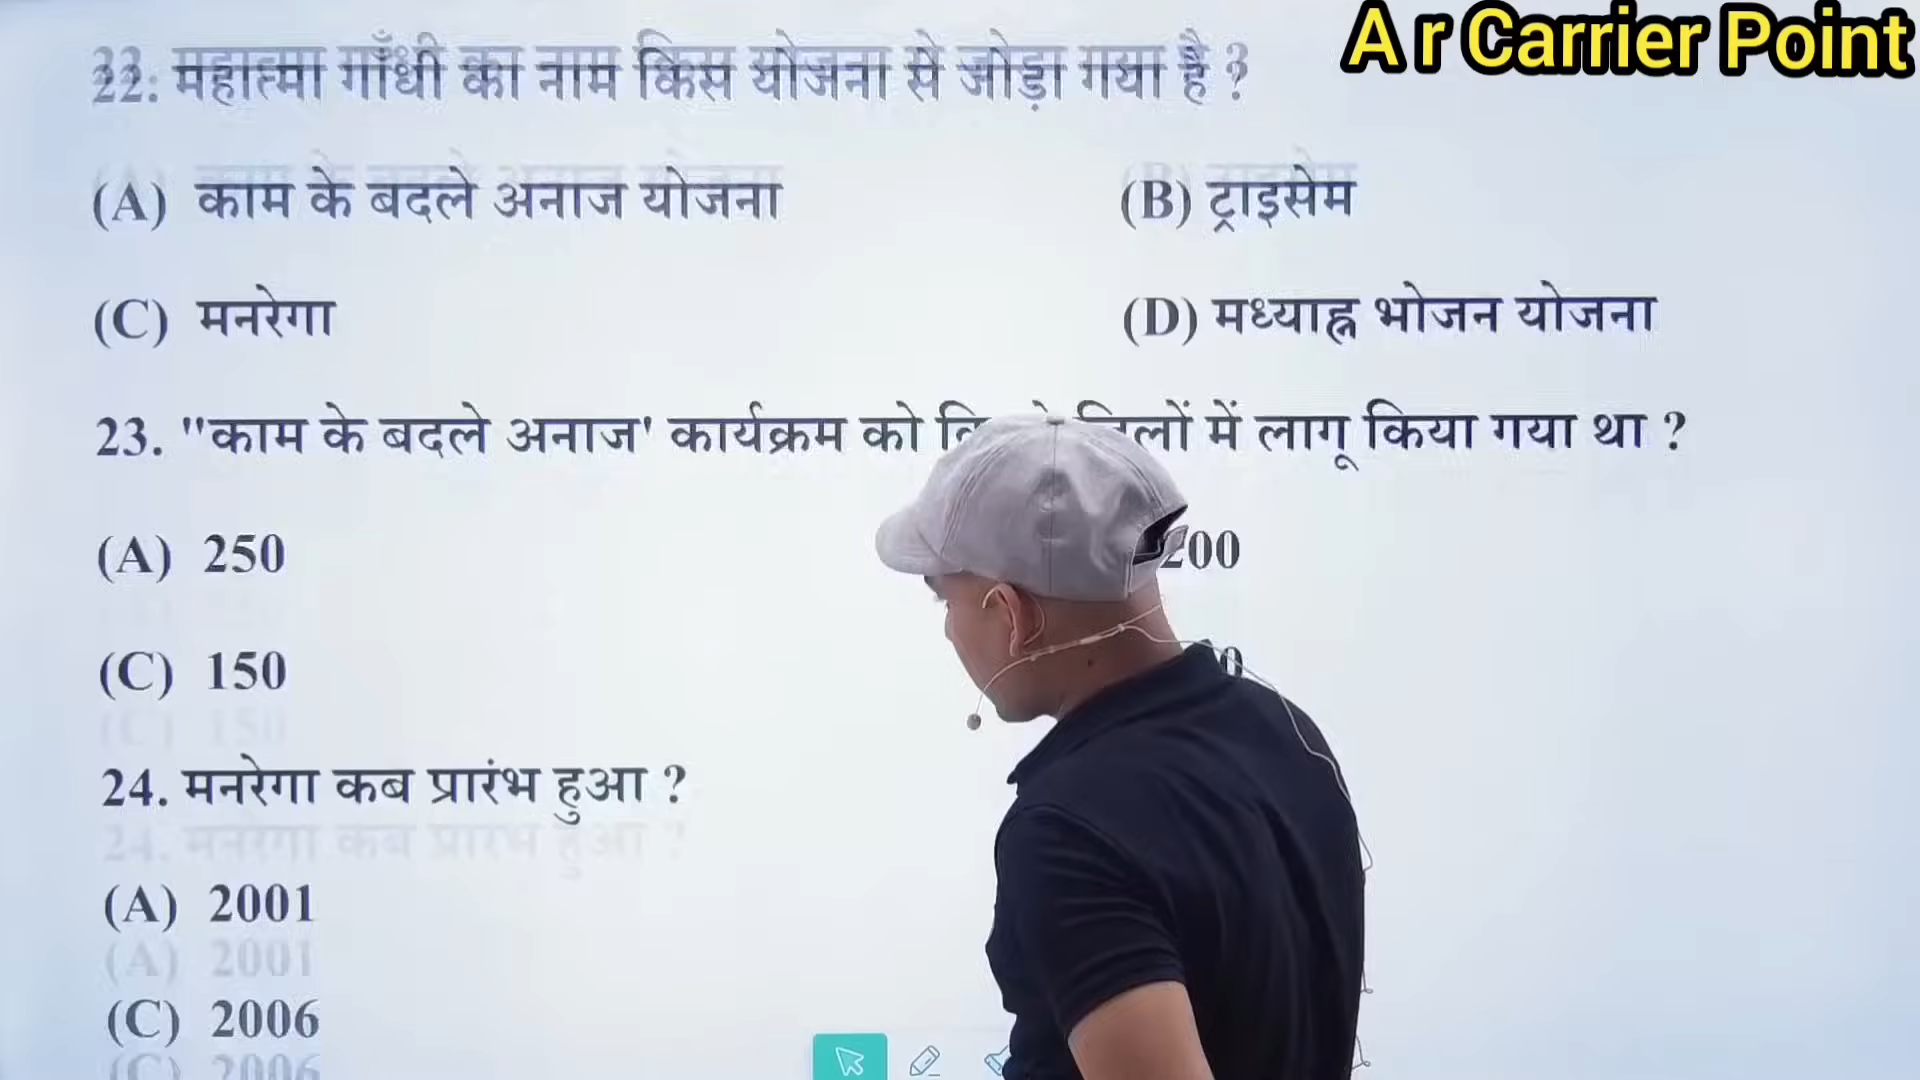 A r Carrier Point
22. महात्मा गाँधी का नाम किस योजना से जोड़ा गया है ?
(A) काम के बदले अनाज योजना (B) ट्राइसेम
(C) मनरेगा (D) मध्याह्न भोजन योजना
23. "काम के बदले अनाज' कार्यक्रम को में लागू किया गया था ?
(A) 250 200
(C) 150
24. मनरेगा कब प्रारंभ हुआ ?
(A) 2001
(C) 2006